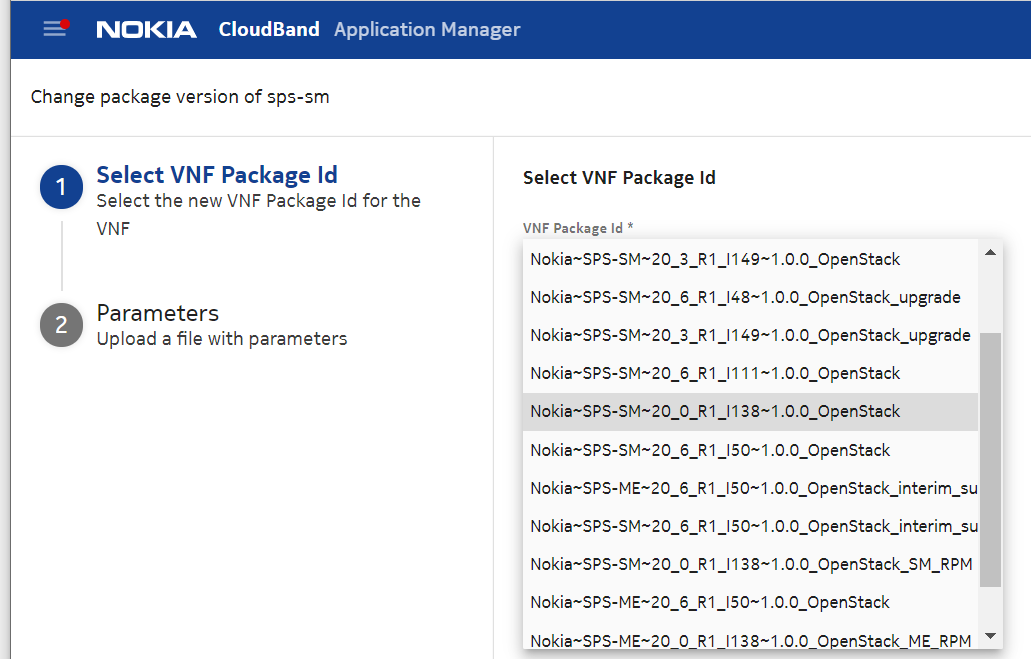 NOKIA CloudBand Application Manager
Change package version of sps-sm
1 Select VNF Package Id
Select the new VNF Package Id for the
VNF
2 Parameters
Upload a file with parameters
Select VNF Package Id
VNF Package Id *
Nokia~SPS-SM~20_3_R1_I149~1.0.0_OpenStack
Nokia~SPS-SM~20_6_R1_I48~1.0.0_OpenStack_upgrade
Nokia~SPS-SM~20_3_R1_I149~1.0.0_OpenStack_upgrade
Nokia~SPS-SM~20_6_R1_I111~1.0.0_OpenStack
Nokia~SPS-SM~20_0_R1_I138~1.0.0_OpenStack
Nokia~SPS-SM~20_6_R1_I50~1.0.0_OpenStack
Nokia~SPS-ME~20_6_R1_I50~1.0.0_OpenStack_interim_su
Nokia~SPS-SM~20_6_R1_I50~1.0.0_OpenStack_interim_su
Nokia~SPS-SM~20_0_R1_I138~1.0.0_OpenStack_SM_RPM
Nokia~SPS-ME~20_6_R1_I50~1.0.0_OpenStack
Nokia~SPS-ME~20_0_R1_I138~1.0.0_OpenStack_ME_RPM